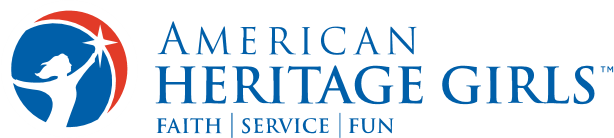 AMERICAN
HERITAGE GIRLS™
FAITH | SERVICE | FUN